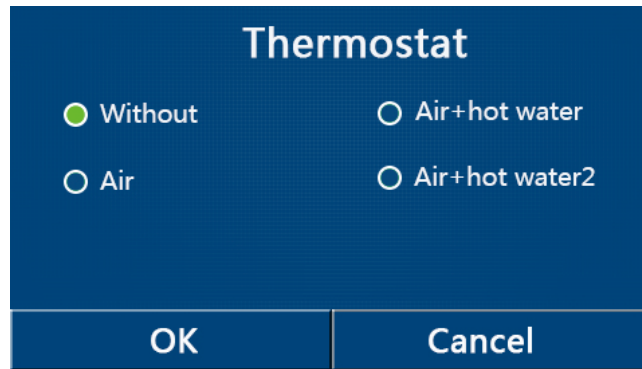 Thermostat
Without
Air+hot water
Air
Air+hot water2
OK
Cancel